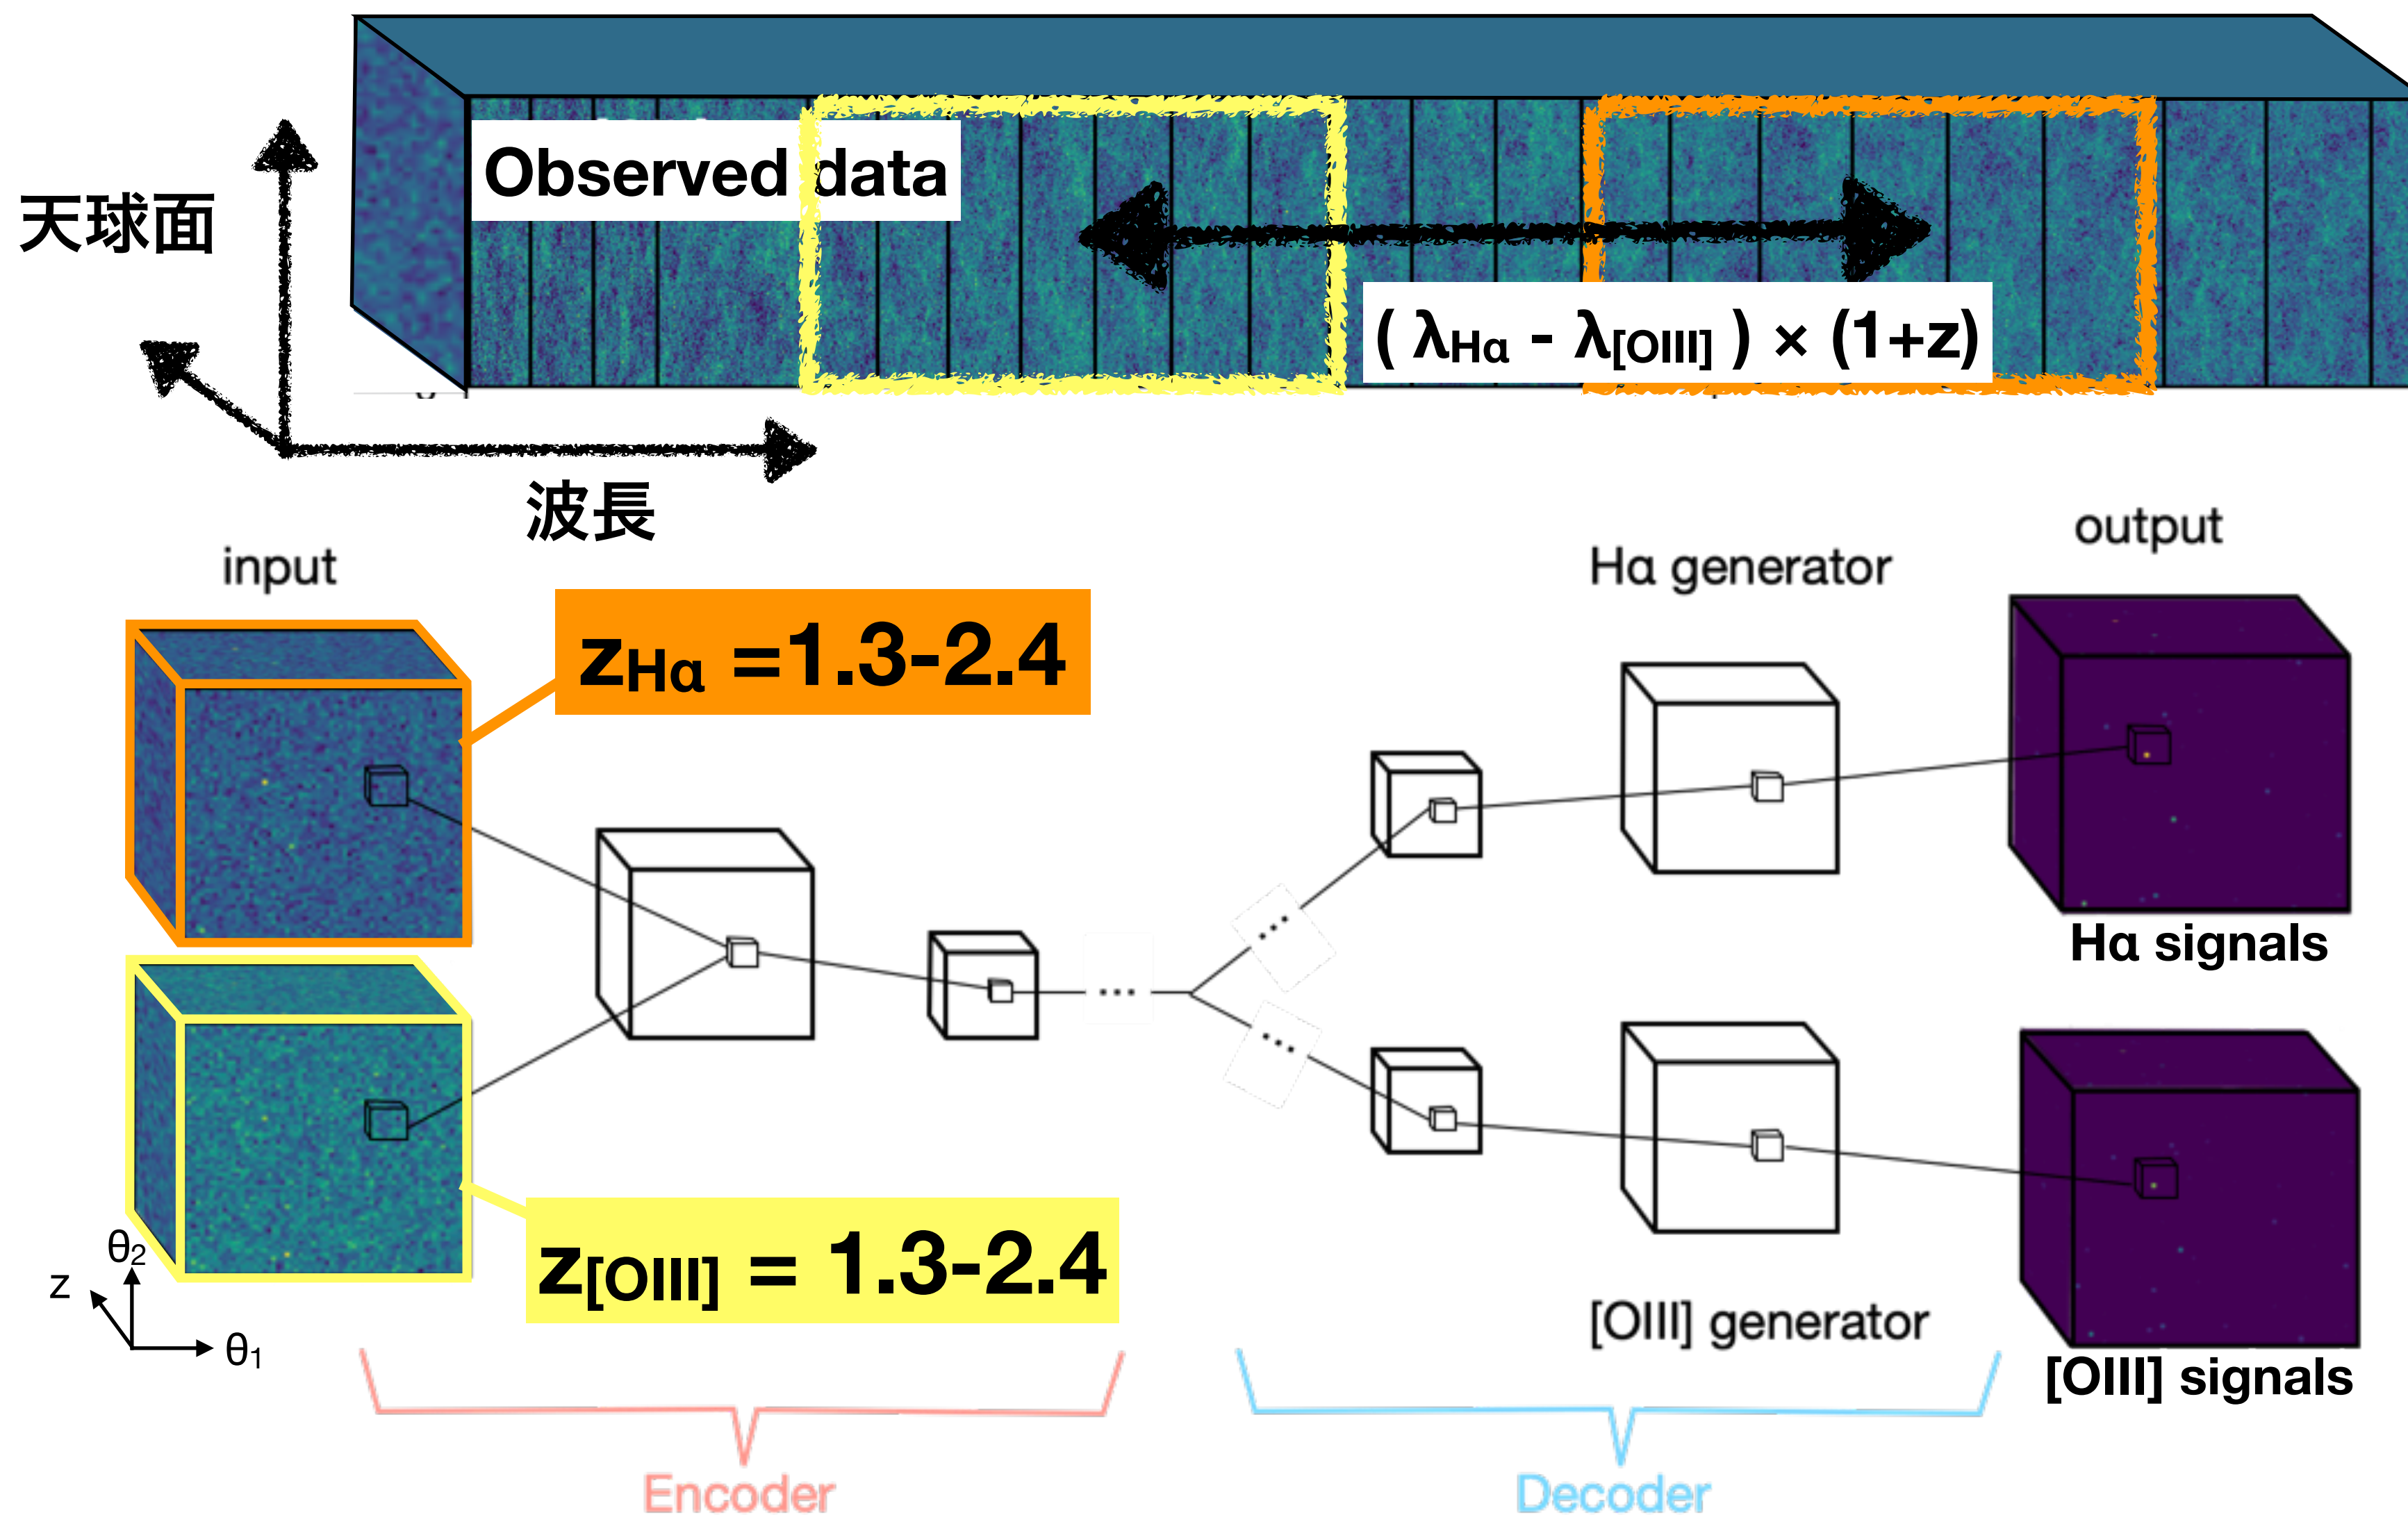 Observed data
天球面
( λHα - λ[OIII] ) × (1+z)
波長
input
Hα generator
output
zHα =1.3-2.4
Hα signals
z[OIII] = 1.3-2.4
θ2
z
θ1
[OIII] generator
[OIII] signals
Encoder
Decoder